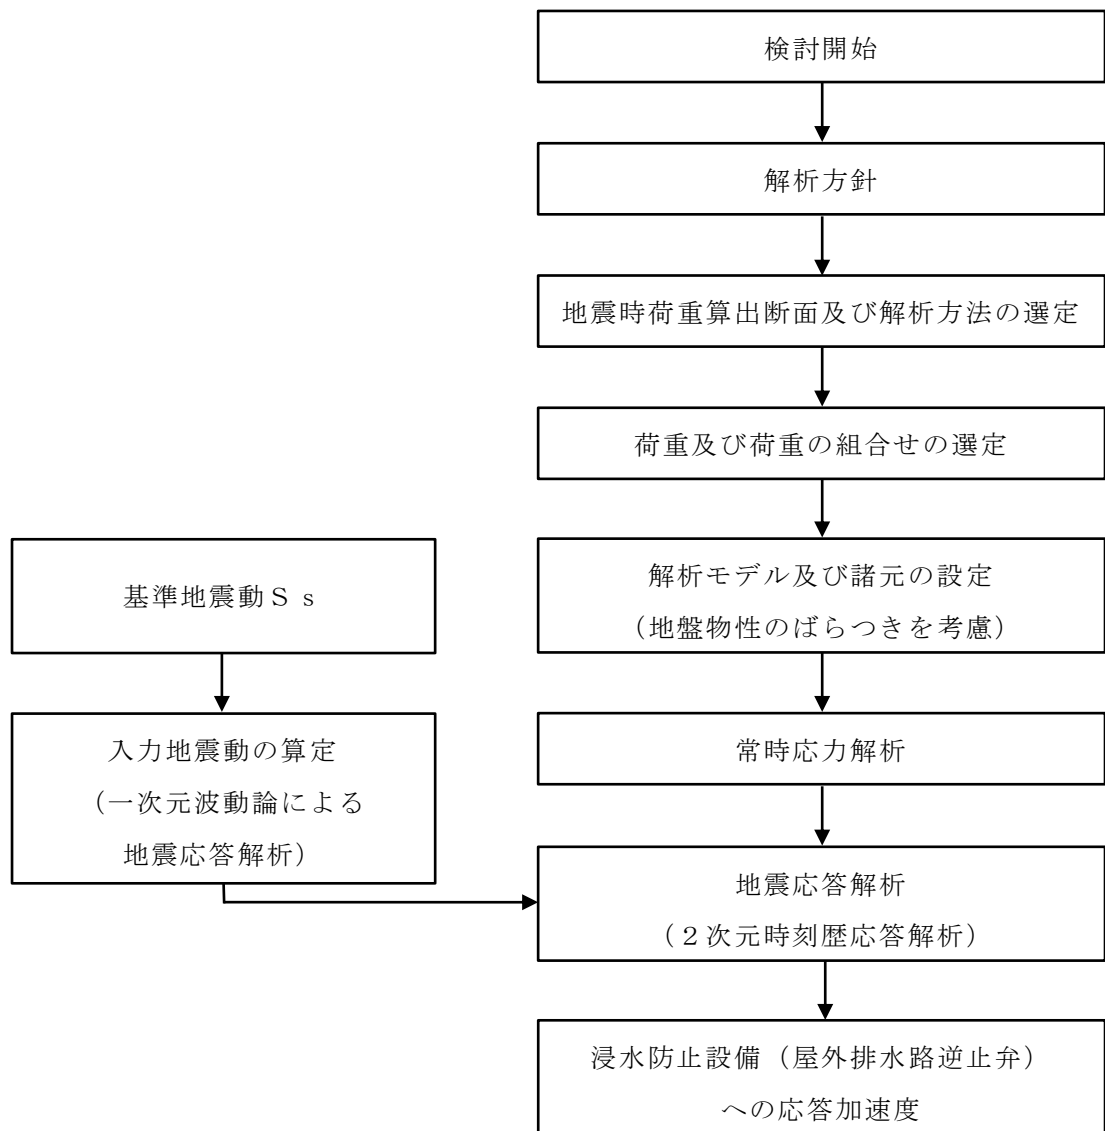 検討開始
解析方針
地震時荷重算出断面及び解析方法の選定
荷重及び荷重の組合せの選定
解析モデル及び諸元の設定
（地盤物性のばらつきを考慮）
基準地震動Ｓｓ
入力地震動の算定
（一次元波動論による
地震応答解析）
常時応力解析
地震応答解析
（２次元時刻歴応答解析）
浸水防止設備（屋外排水路逆止弁）
への応答加速度